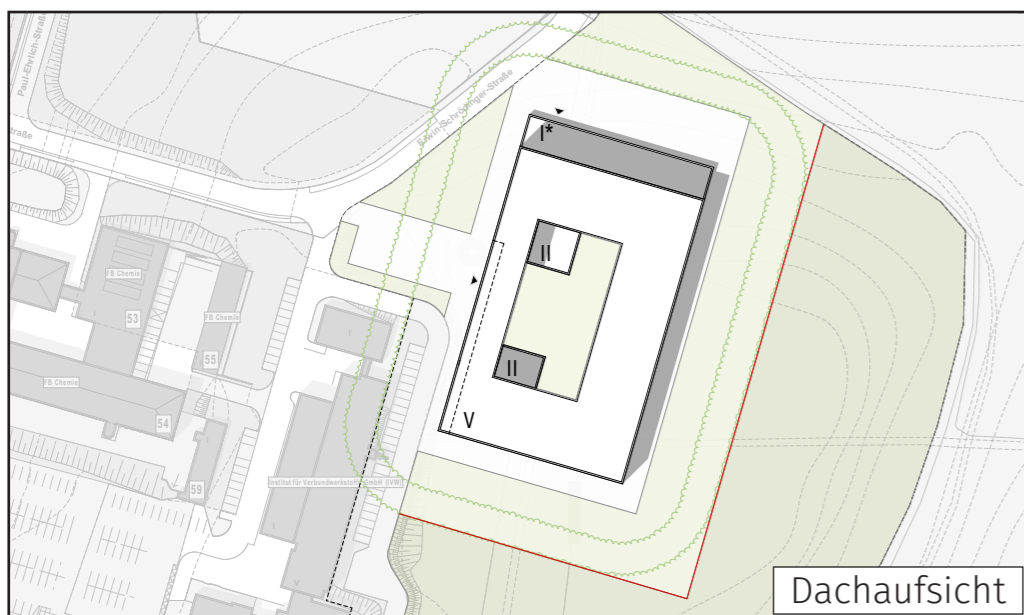 Paul-Ehrlich-Straße
straße
Erwin-Schrödinger-Straße
I*
II
II
V
FB Chemie
53
FB Chemie
55
FB Chemie
54
59
Institut für Verbundwerkstoffe GmbH (IVW)
I
I
V
Dachaufsicht